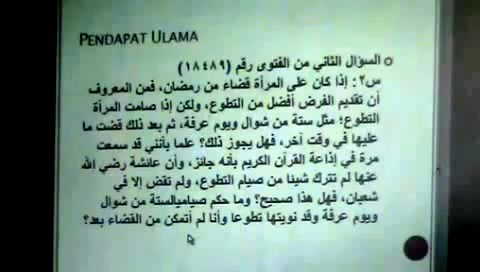 PENDAPAT ULAMA
السؤال الثاني من الفتوى رقم (١٨٤٨٩)
س٢: إذا كان على المرأة قضاء من رمضان، فمن المعروف
أن تقديم الفرض أفضل من التطوع، ولكن إذا صامت المرأة
التطوع؛ مثل ستة من شوال ويوم عرفة، ثم بعد ذلك قضت ما
عليها في وقت آخر، فهل يجوز ذلك؟ علما بأنني قد سمعت
مرة في إذاعة القرآن الكريم بأنه جائز، وأن عائشة رضي الله
عنها لم تترك شيئا من صيام التطوع، ولم تقض إلا في
شعبان، فهل هذا صحيح؟ وما حكم صياميالستة من شوال
ويوم عرفة وقد نويتها تطوعا وأنا لم أتمكن من القضاء بعد؟